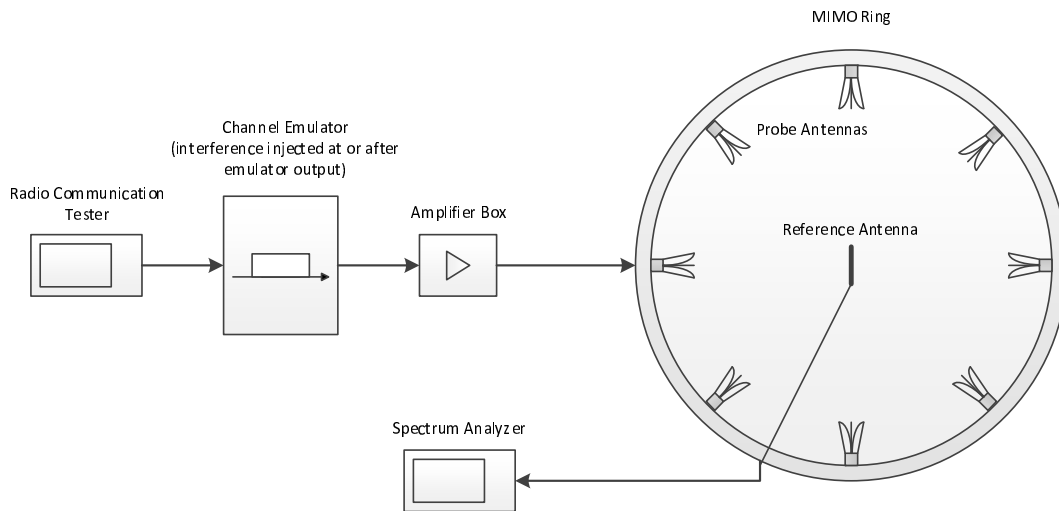 MIMO Ring
Channel Emulator
(interference injected at or after
emulator output)
Probe Antennas
Radio Communication
Tester
Amplifier Box
Reference Antenna
Spectrum Analyzer